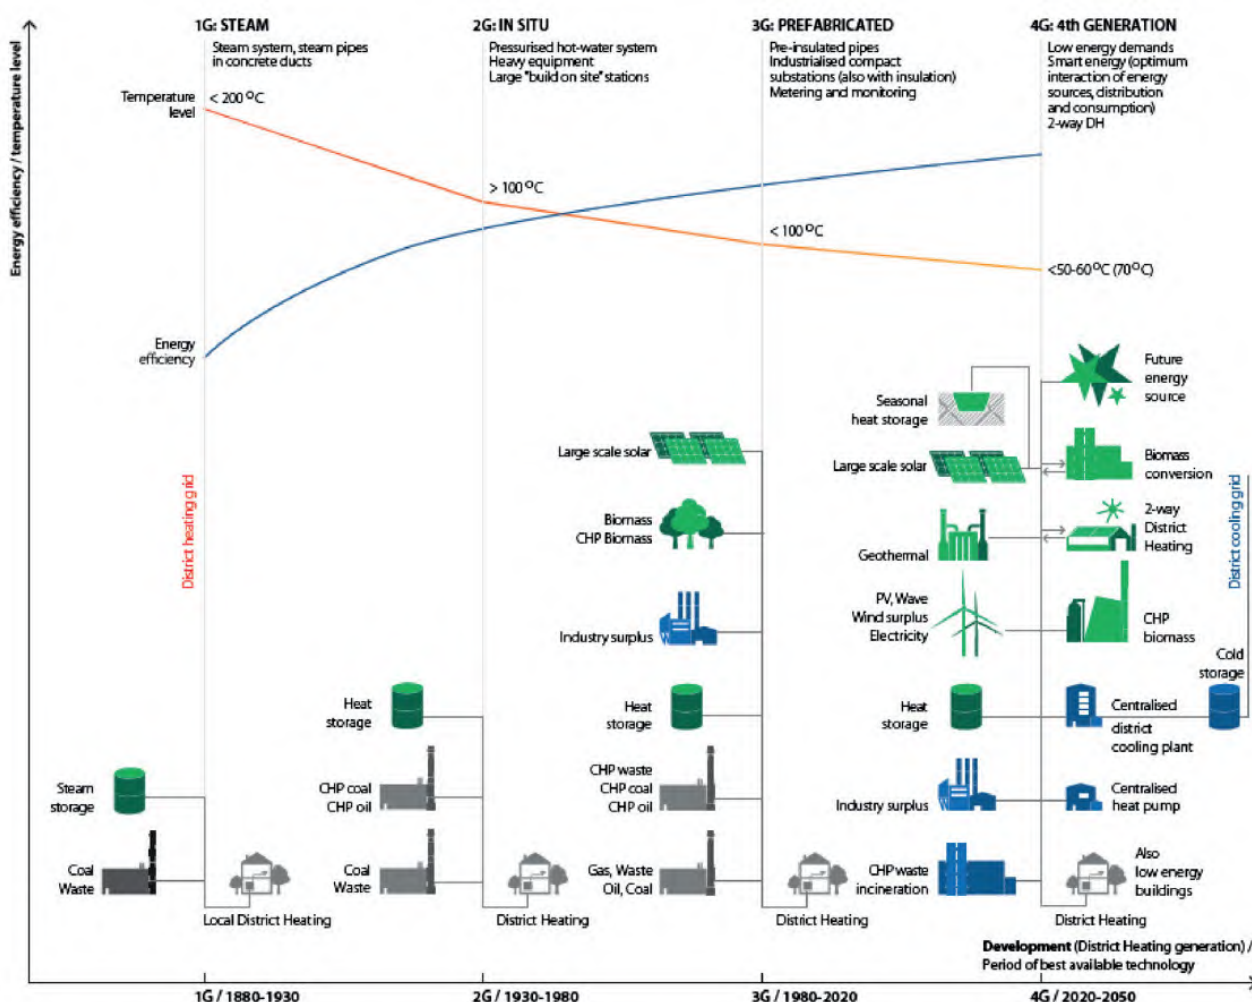 1G: STEAM
Steam system, steam pipes
in concrete ducts
2G: IN SITU
Pressurised hot-water system
Heavy equipment
Large "build on site" stations
3G: PREFABRICATED
Pre-insulated pipes
Industrialised compact
substations (also with insulation)
Metering and monitoring
4G: 4th GENERATION
Low energy demands
Smart energy (optimum
interaction of energy
sources, distribution
and consumption)
2-way DH
Energy efficiency / temperature level
Temperature
level
< 200 °C
> 100 °C
< 100 °C
<50-60°C (70°C)
Energy
efficiency
District heating grid
Steam
storage
Coal
Waste
Local District Heating
Heat
storage
CHP coal
CHP oil
Coal
Waste
District Heating
Large scale solar
Biomass
CHP Biomass
Industry surplus
Heat
storage
CHP waste
CHP coal
CHP oil
Gas, Waste
Oil, Coal
District Heating
Seasonal
heat storage
Large scale solar
Geothermal
PV, Wave
Wind surplus
Electricity
Heat
storage
Industry surplus
CHP waste
incineration
Future
energy
source
Biomass
conversion
2-way
District
Heating
CHP
biomass
Cold
storage
Centralised
district
cooling plant
Centralised
heat pump
Also
low energy
buildings
District Heating
District cooling grid
Development (District Heating generation) /
Period of best available technology
1G / 1880-1930
2G / 1930-1980
3G / 1980-2020
4G / 2020-2050